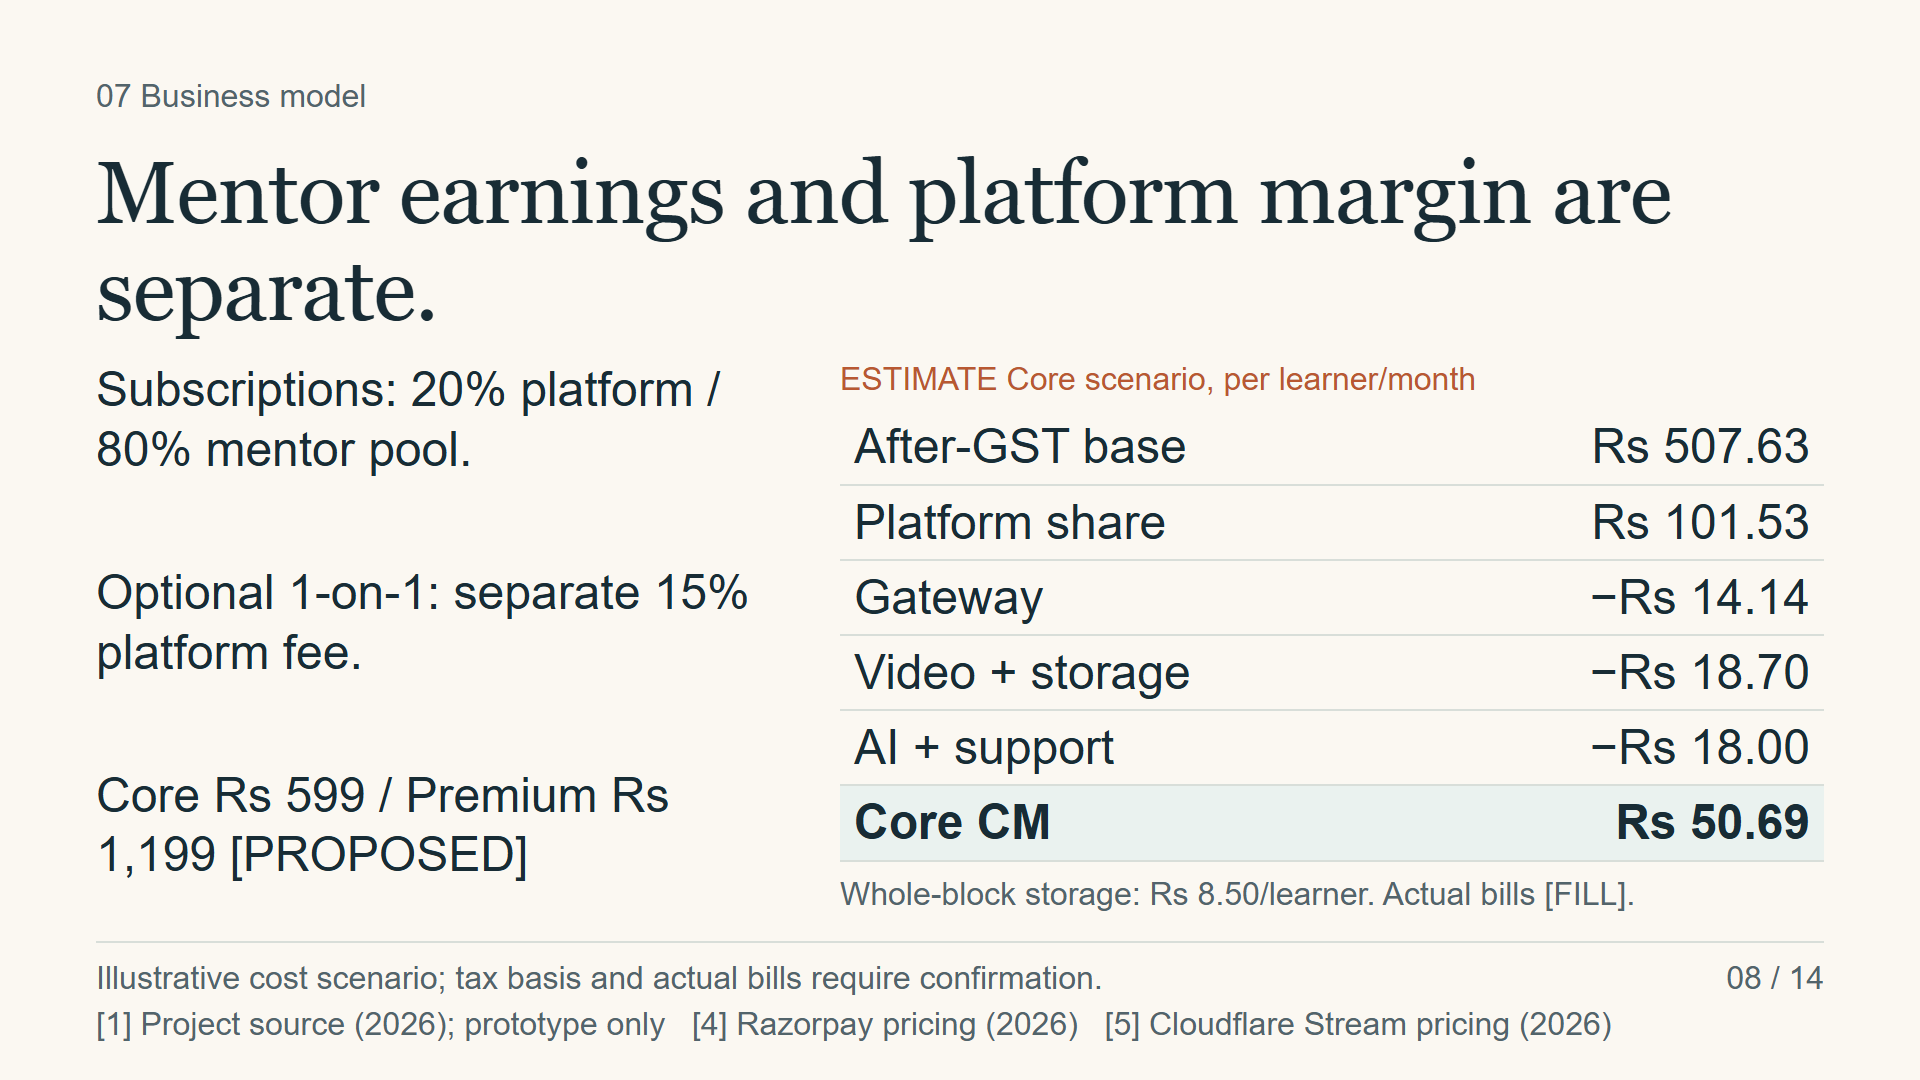 07 Business model
Mentor earnings and platform margin are
separate.
Subscriptions: 20% platform /
80% mentor pool.
Optional 1-on-1: separate 15%
platform fee.
Core Rs 599 / Premium Rs
1,199 [PROPOSED]
ESTIMATE Core scenario, per learner/month
After-GST base Rs 507.63
Platform share Rs 101.53
Gateway −Rs 14.14
Video + storage −Rs 18.70
AI + support −Rs 18.00
Core CM Rs 50.69
Whole-block storage: Rs 8.50/learner. Actual bills [FILL].
Illustrative cost scenario; tax basis and actual bills require confirmation.
08 / 14
[1] Project source (2026); prototype only [4] Razorpay pricing (2026) [5] Cloudflare Stream pricing (2026)